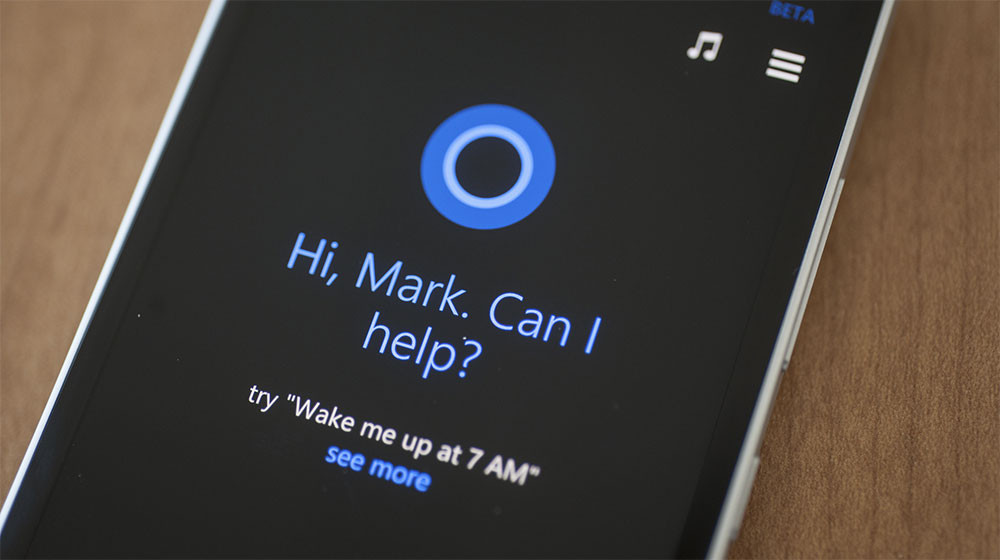 BETA
Hi, Mark. Can I
help?
try "Wake me up at 7 AM"
see more